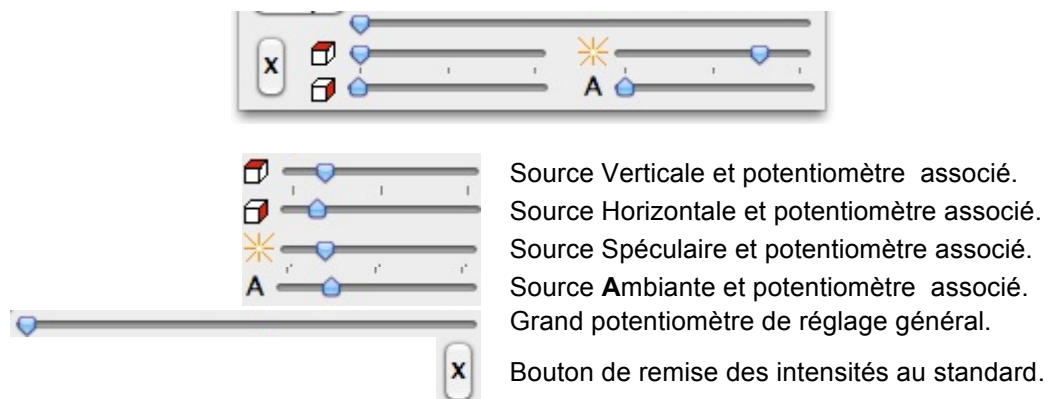 X
A
Source Verticale et potentiomètre associé.
Source Horizontale et potentiomètre associé.
Source Spéculaire et potentiomètre associé.
A Source Ambiante et potentiomètre associé.
Grand potentiomètre de réglage général.
X Bouton de remise des intensités au standard.